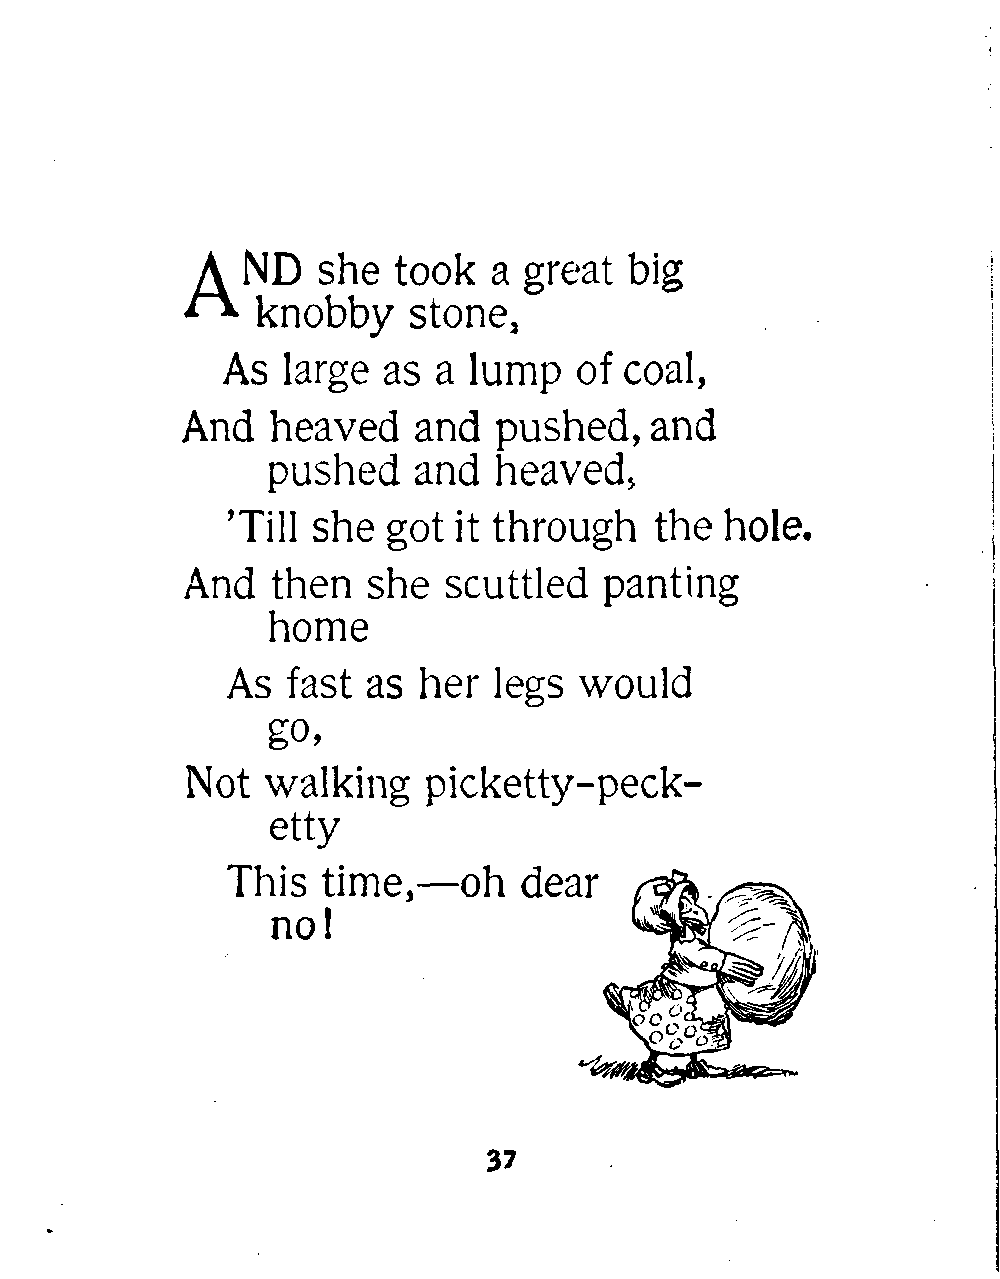 AND she took a great big
knobby stone,
As large as a lump of coal,
And heaved and pushed, and
pushed and heaved,
’Till she got it through the hole.
And then she scuttled panting
home
As fast as her legs would
go,
Not walking picketty-peck-
etty
This time,—oh dear
no!
37